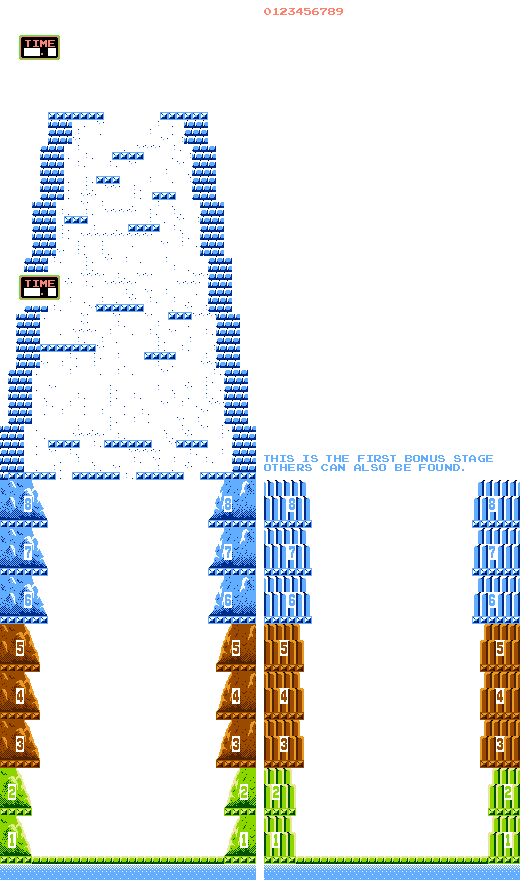 0123456789
TIME
TIME
THIS IS THE FIRST BONUS STAGE
OTHERS CAN ALSO BE FOUND.
8 8 8 8
7 7 7 7
6 6 6 6
5 5 5 5
4 4 4 4
3 3 3 3
2 2 2 2
1 1 1 1